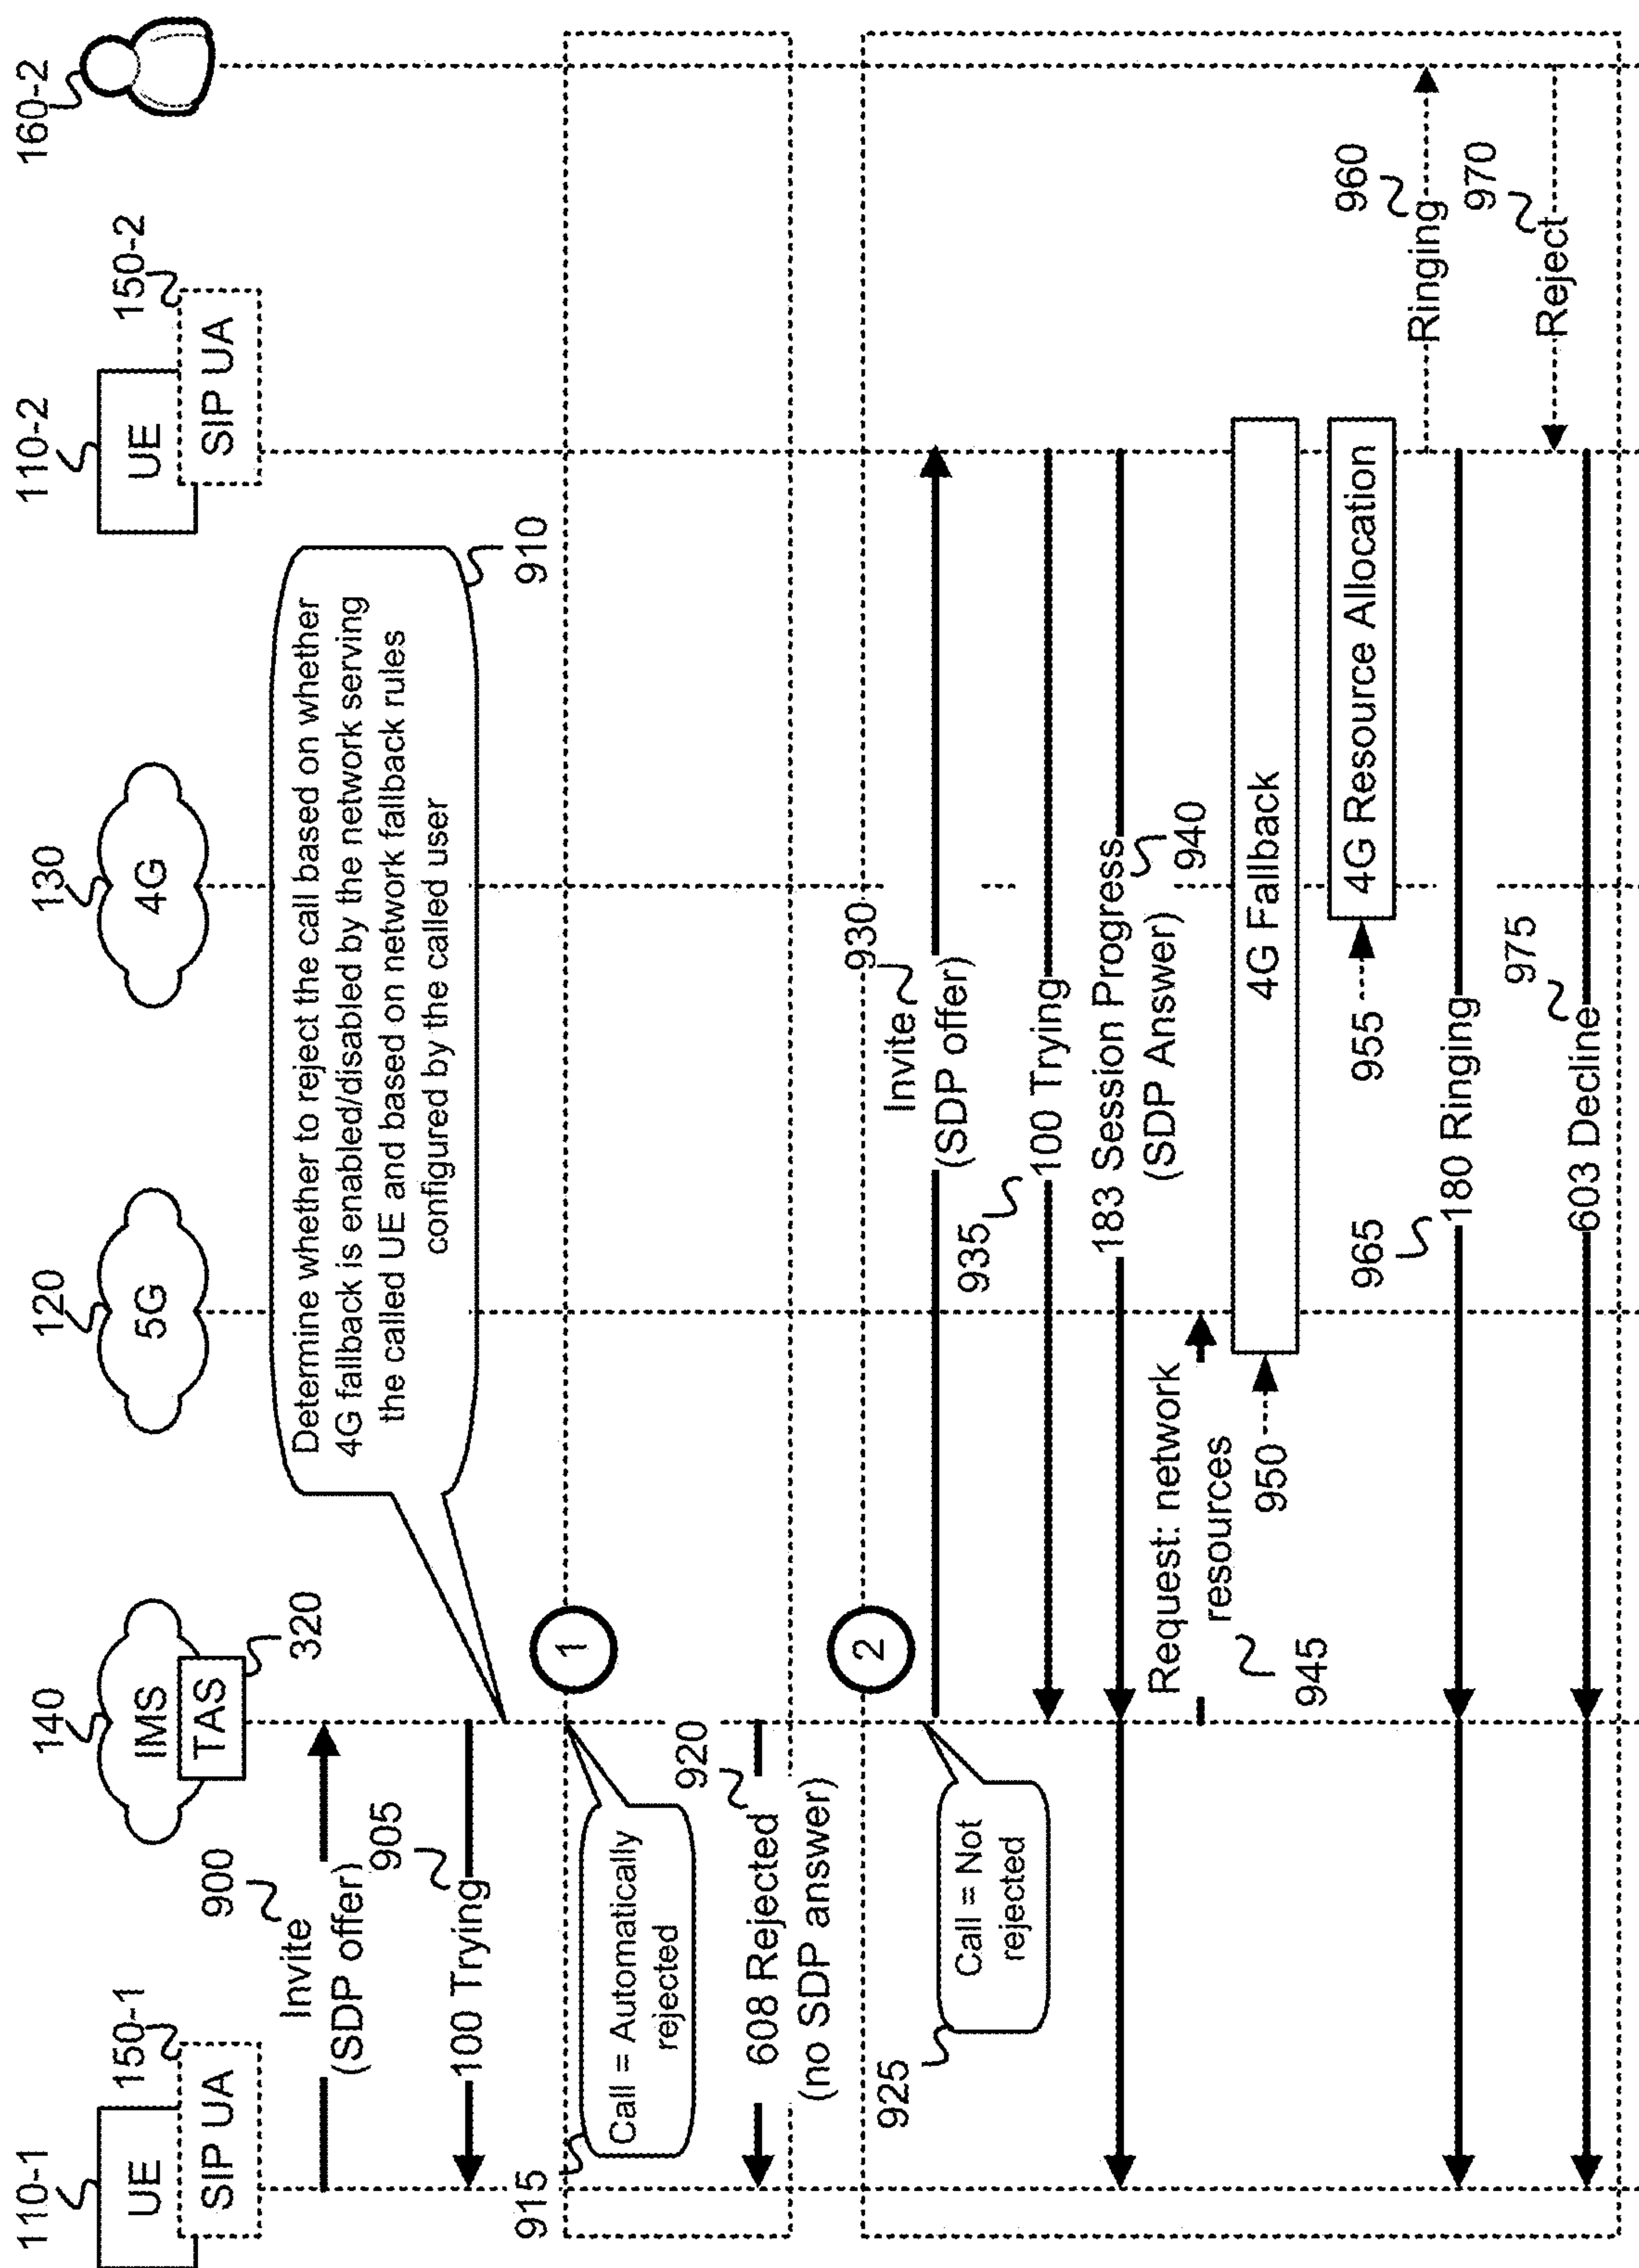 110-1
UE
150-1
SIP UA
140
IMS
TAS
320
120
5G
130
4G
110-2
UE
150-2
SIP UA
160-2
900
Invite
(SDP offer)
905
100 Trying
Determine whether to reject the call based on whether
4G fallback is enabled/disabled by the network serving
the called UE and based on network fallback rules
configured by the called user
910
1
915
Call = Automatically
rejected
920
608 Rejected
(no SDP answer)
2
925
Call = Not
rejected
930
Invite
(SDP offer)
935
100 Trying
183 Session Progress
(SDP Answer)
940
Request: network
resources
945
950
4G Fallback
955
4G Resource Allocation
960
Ringing
965
180 Ringing
970
Reject
975
603 Decline